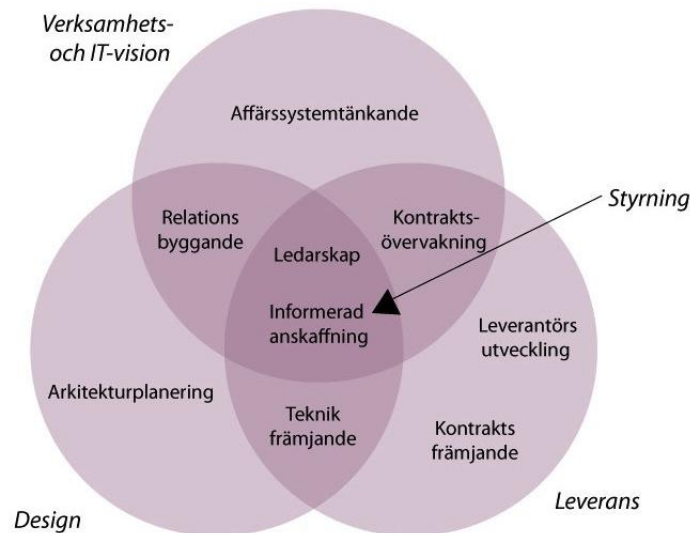 Verksamhets-
och IT-vision
Affärssystemtänkande
Relations
byggande
Kontrakts-
övervakning
Styrning
Ledarskap
Informerad
anskaffning
Leverantörs
utveckling
Arkitekturplanering
Teknik
främjande
Kontrakts
främjande
Leverans
Design